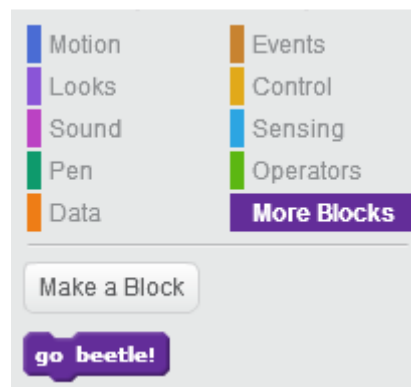 Motion
Looks
Sound
Pen
Data
Events
Control
Sensing
Operators
More Blocks
Make a Block
go beetle!